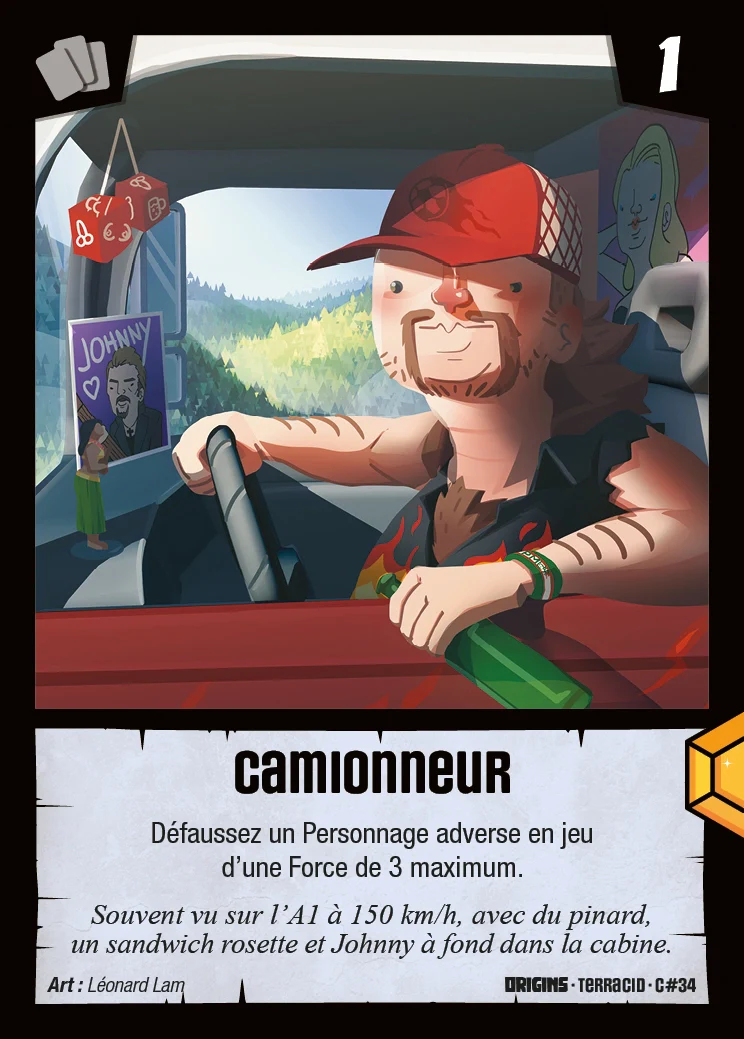 1
JOHNNY
camionneur
Défaussez un Personnage adverse en jeu
d'une Force de 3 maximum.
Souvent vu sur l'A1 à 150 km/h, avec du pinard,
un sandwich rosette et Johnny à fond dans la cabine.
Art : Léonard Lam
ORIGINS · Terracid · C#34